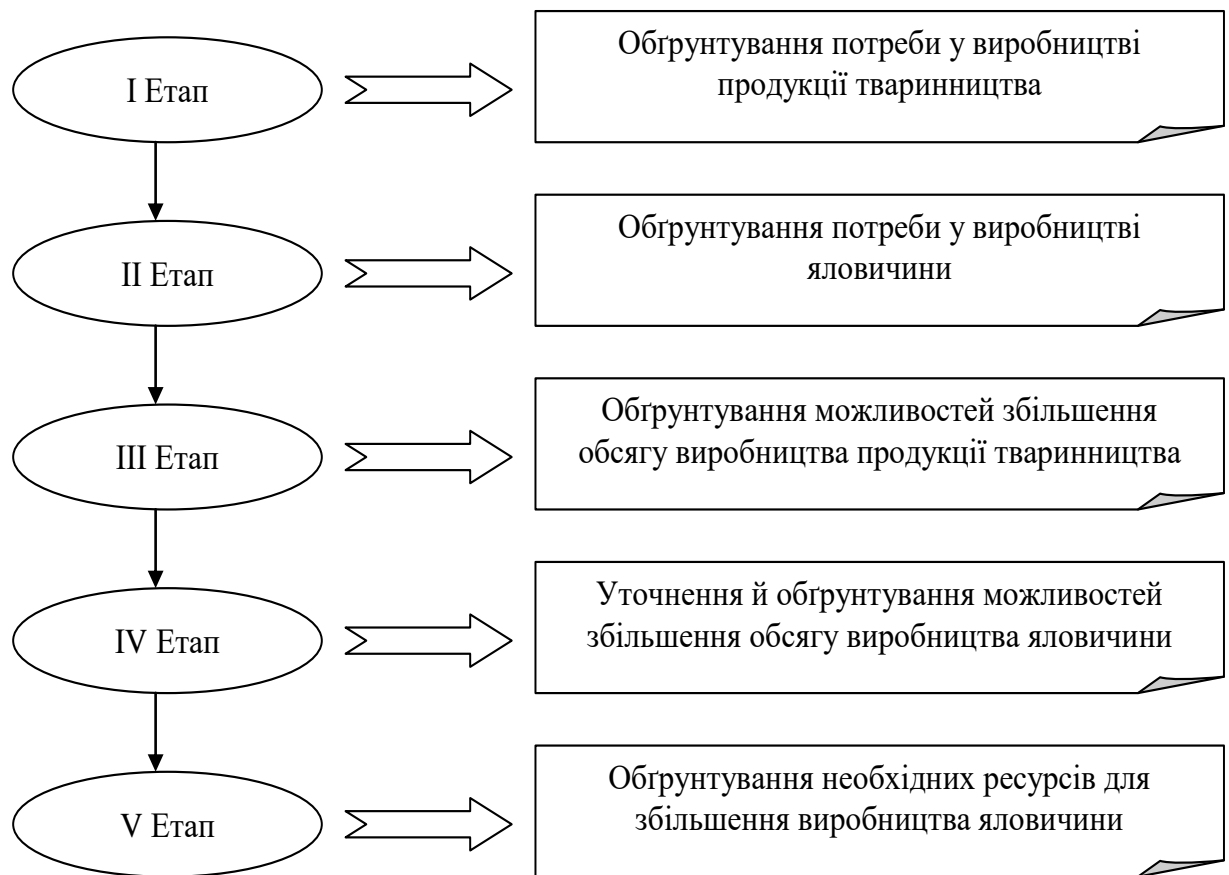 І Етап
Обґрунтування потреби у виробництві
продукції тваринництва
ІІ Етап
Обґрунтування потреби у виробництві
яловичини
ІІІ Етап
Обґрунтування можливостей збільшення
обсягу виробництва продукції тваринництва
IV Етап
Уточнення й обґрунтування можливостей
збільшення обсягу виробництва яловичини
V Етап
Обґрунтування необхідних ресурсів для
збільшення виробництва яловичини